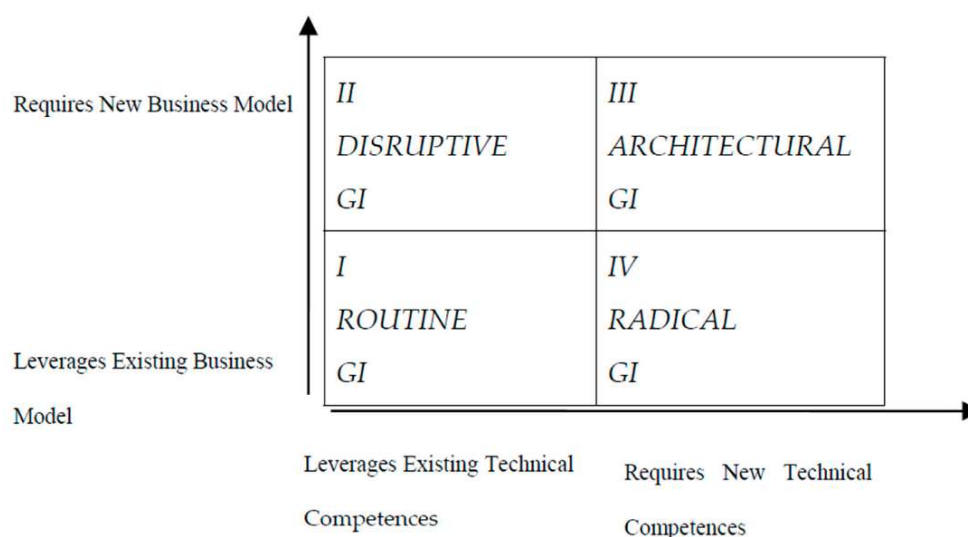 Requires New Business Model
II
DISRUPTIVE
GI
III
ARCHITECTURAL
GI
Leverages Existing Business
Model
I
ROUTINE
GI
IV
RADICAL
GI
Leverages Existing Technical
Competences
Requires New Technical
Competences